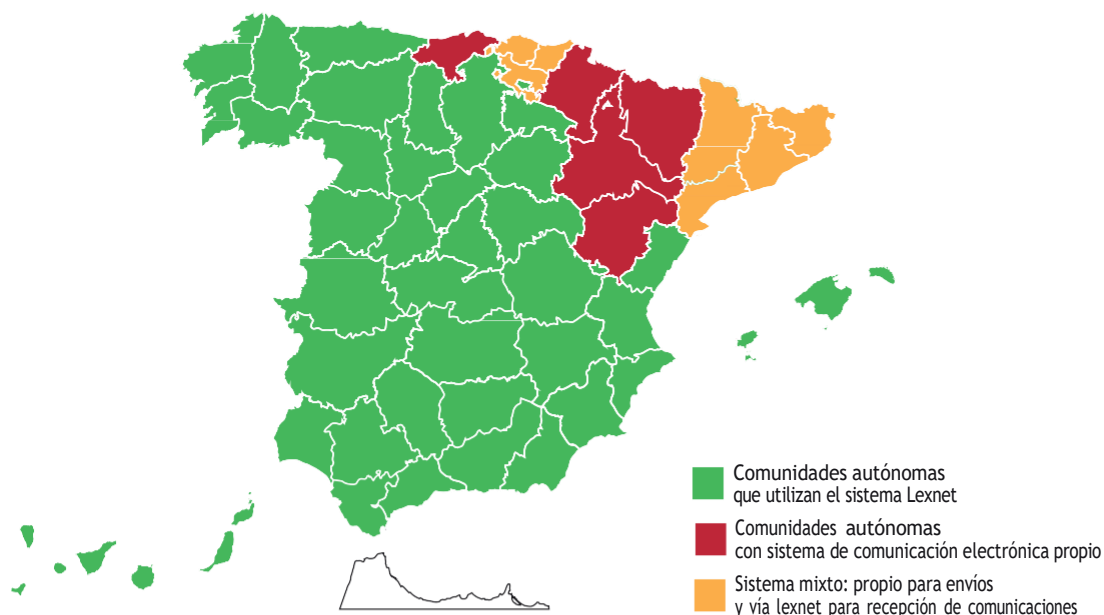 Comunidades autónomas
que utilizan el sistema Lexnet
Comunidades autónomas
con sistema de comunicación electrónica propio
Sistema mixto: propio para envíos
y vía lexnet para recepción de comunicaciones